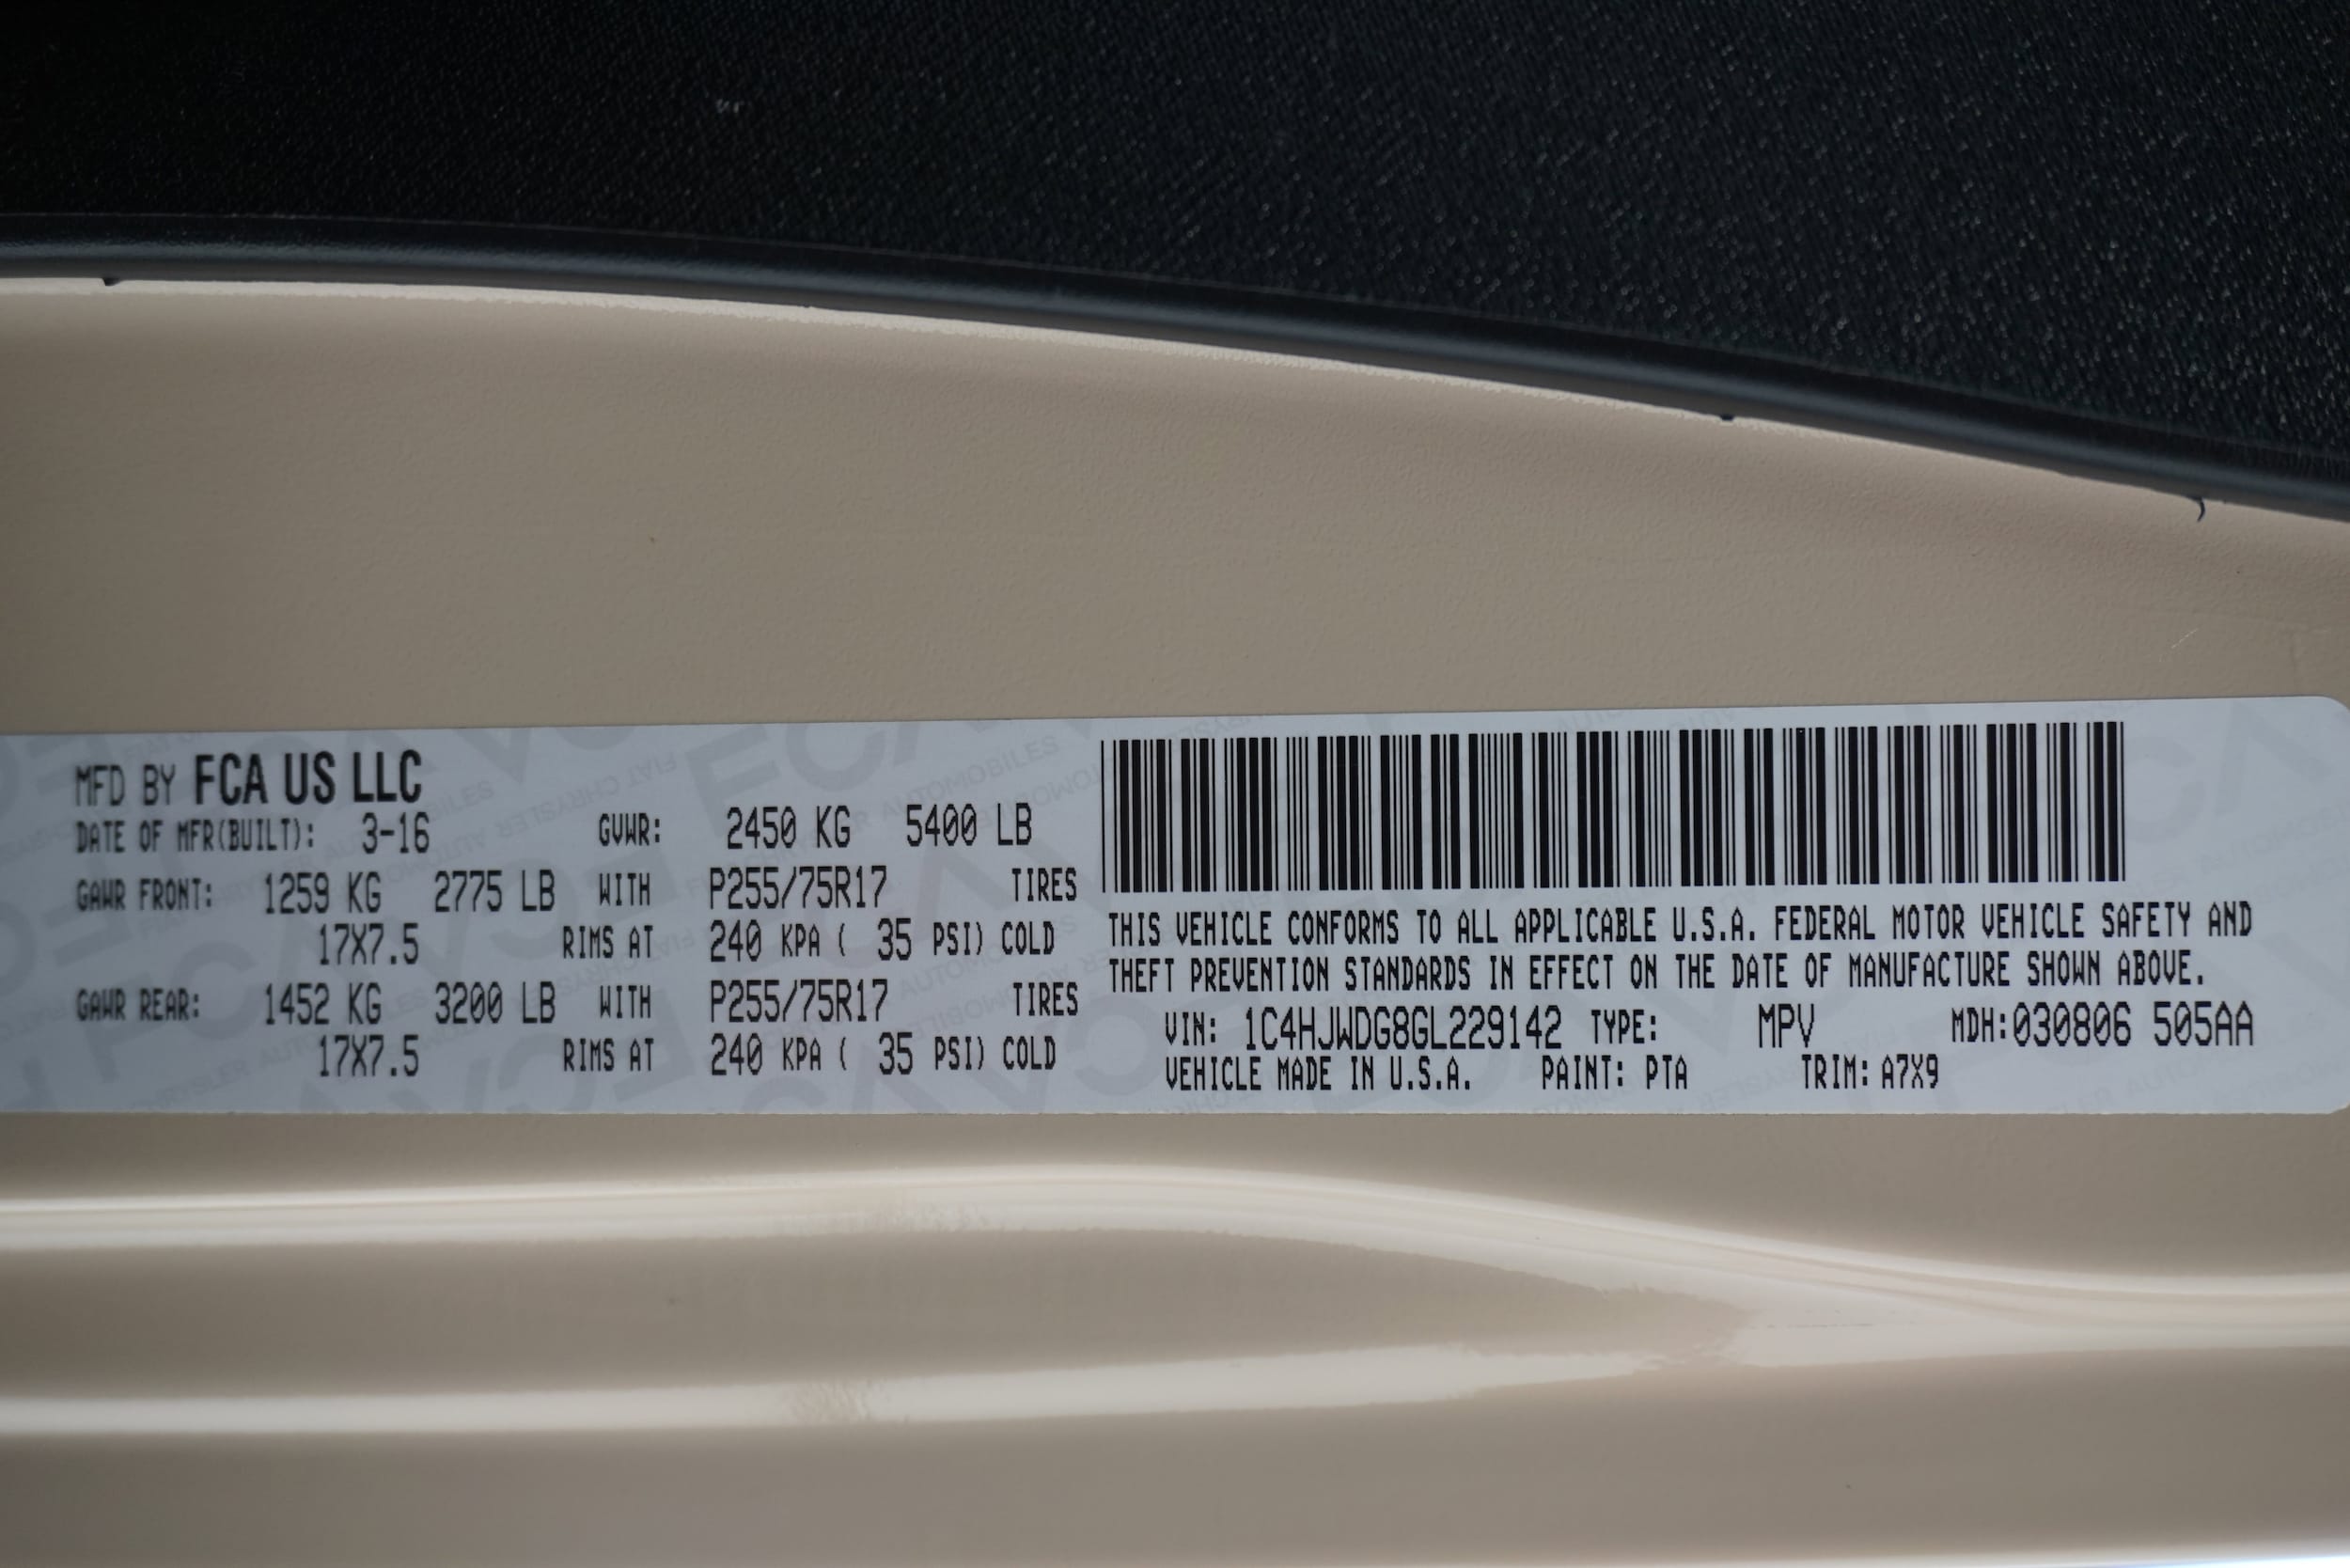 MFD BY FCA US LLC
DATE OF MFR(BUILT): 3-16 GVWR: 2450 KG 5400 LB
GAWR FRONT: 1259 KG 2775 LB WITH P255/75R17 TIRES
17X7.5 RIMS AT 240 KPA ( 35 PSI) COLD
GAWR REAR: 1452 KG 3200 LB WITH P255/75R17 TIRES
17X7.5 RIMS AT 240 KPA ( 35 PSI) COLD
THIS VEHICLE CONFORMS TO ALL APPLICABLE U.S.A. FEDERAL MOTOR VEHICLE SAFETY AND
THEFT PREVENTION STANDARDS IN EFFECT ON THE DATE OF MANUFACTURE SHOWN ABOVE.
VIN: 1C4HJWDG8GL229142 TYPE: MPV MDH:030806 505AA
VEHICLE MADE IN U.S.A. PAINT: PTA TRIM: A7X9